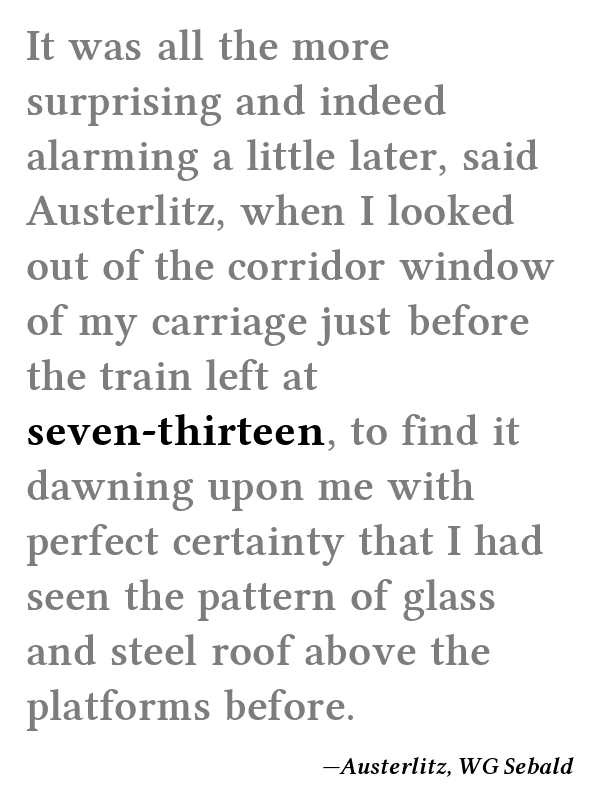 It was all the more
surprising and indeed
alarming a little later, said
Austerlitz, when I looked
out of the corridor window
of my carriage just before
the train left at
seven-thirteen, to find it
dawning upon me with
perfect certainty that I had
seen the pattern of glass
and steel roof above the
platforms before.
—Austerlitz, WG Sebald